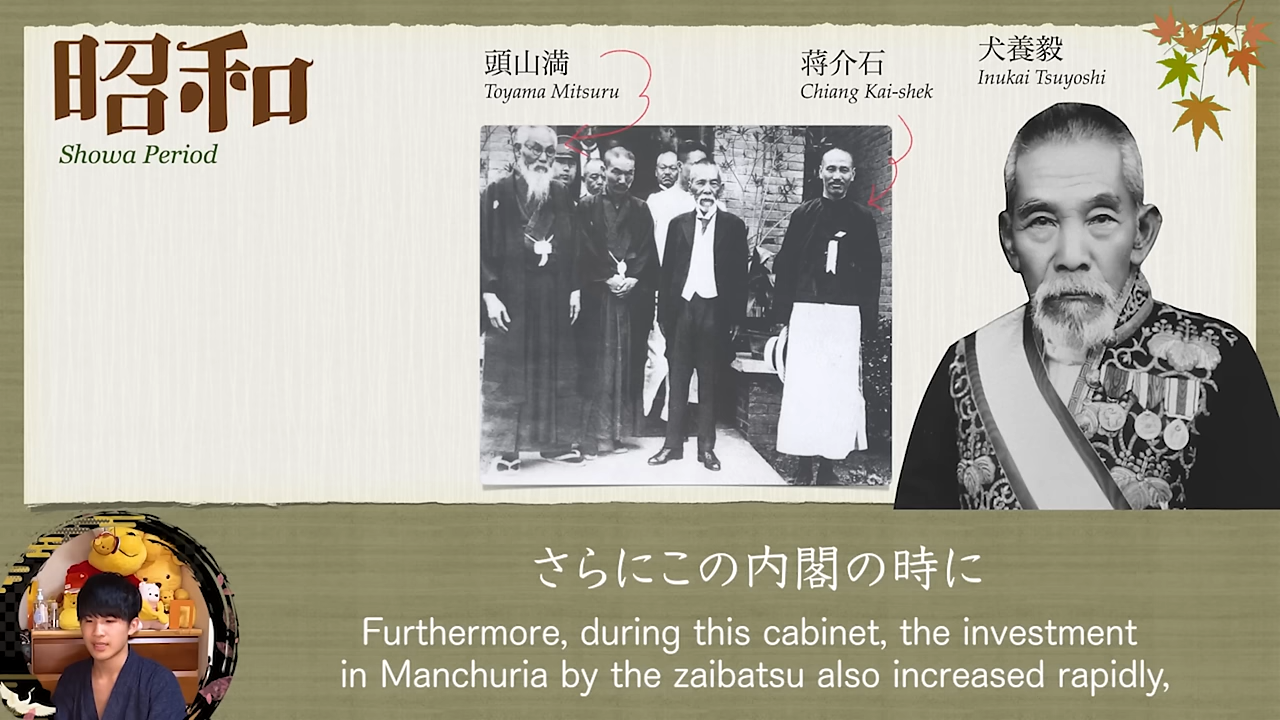 昭和
Showa Period
頭山満
Toyama Mitsuru
蒋介石
Chiang Kai-shek
犬養毅
Inukai Tsuyoshi
さらにこの内閣の時に
Furthermore, during this cabinet, the investment
in Manchuria by the zaibatsu also increased rapidly,